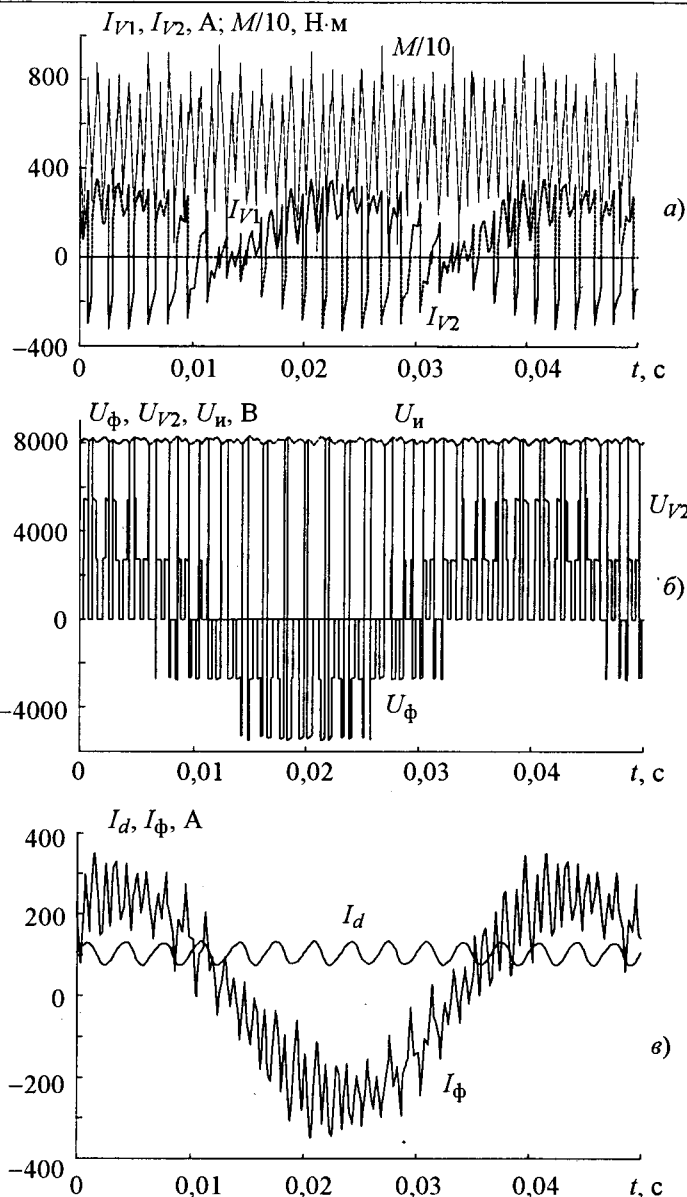 I_V1, I_V2, А; M/10, Н·м
M/10
800
400
I_V1
а)
0
I_V2
−400
0 0,01 0,02 0,03 0,04 t, с
U_ф, U_V2, U_и, В
U_и
8000
U_V2
4000
б)
0
U_ф
−4000
0 0,01 0,02 0,03 0,04 t, с
I_d, I_ф, А
400
I_d
200
0
в)
−200
I_ф
−400
0 0,01 0,02 0,03 0,04 t, с